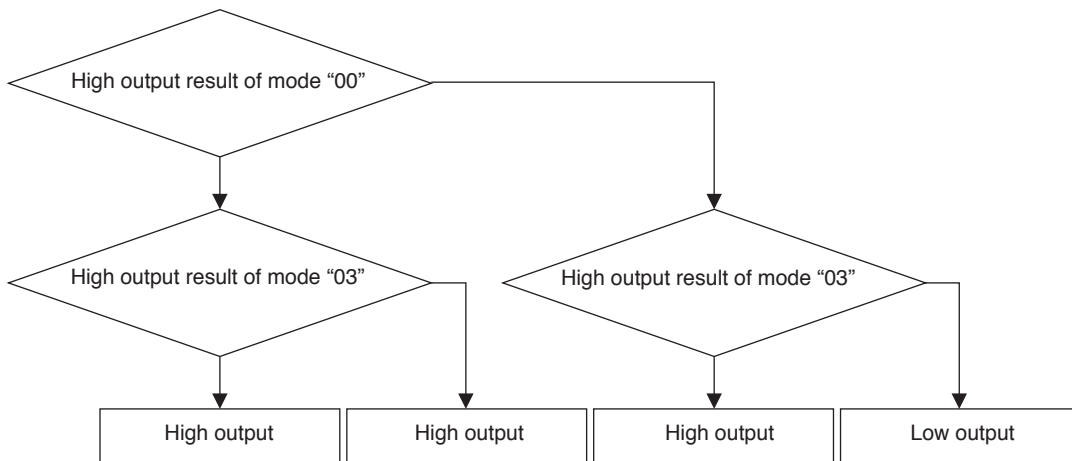 High output result of mode “00”
High output result of mode “03”
High output result of mode “03”
High output
High output
High output
Low output